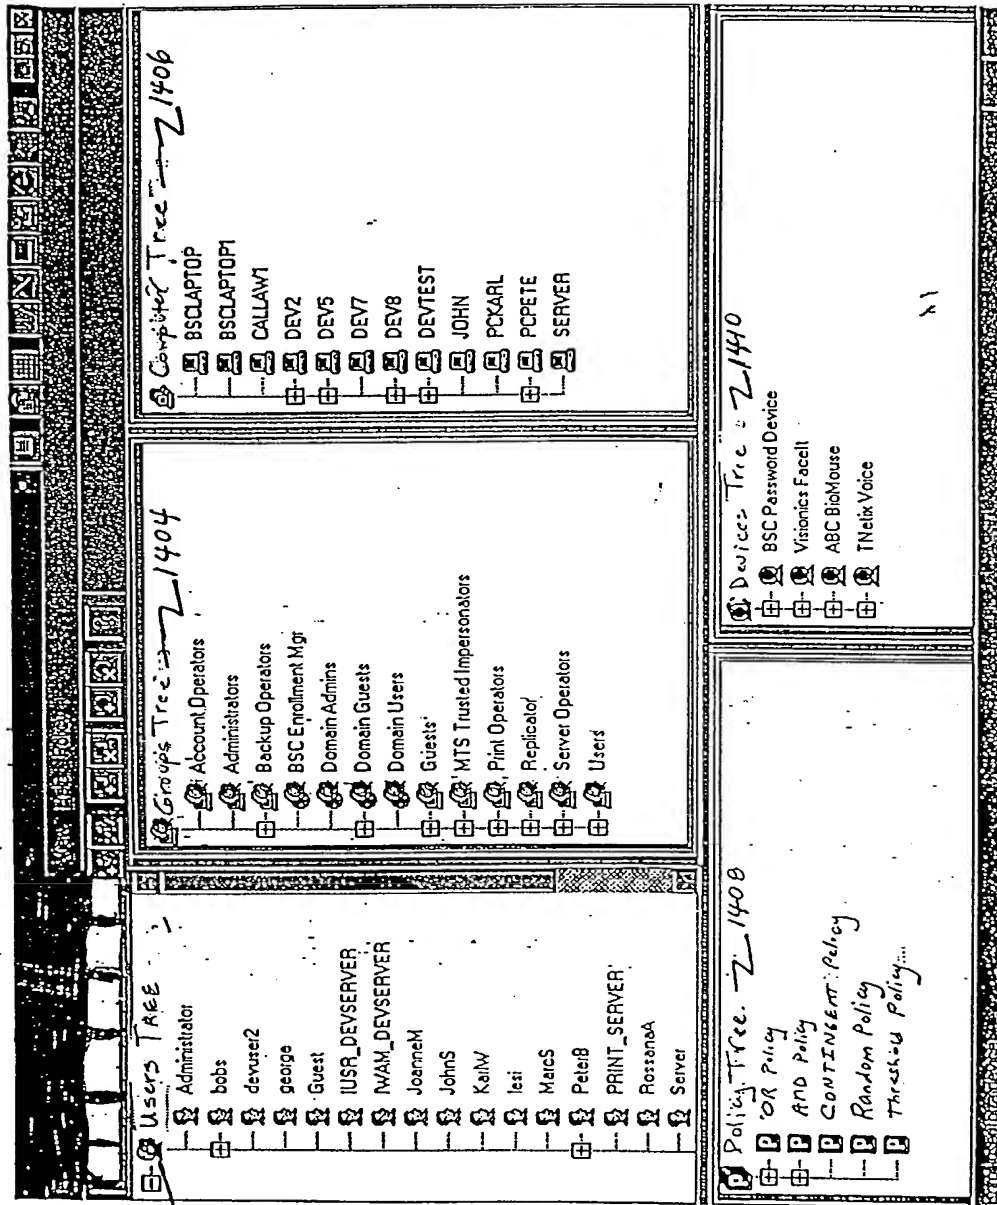 Users TREE
Administrator
bobs
devuser2
george
Guest
IUSR_DEVSERVER
IWAM_DEVSERVER
JoanneM
JohnS
KarlW
lesi
MarcS
PeterB
PRINT_SERVER
RossanaA
Server
Groups Tree 1404
Account Operators
Administrators
Backup Operators
BSC Enrollment Mgr
Domain Admins
Domain Guests
Domain Users
Guests
MTS Trusted Impersonators
Print Operators
Replicator
Server Operators
Users
Computer Tree 1406
BSCLAPTOP
BSCLAPTOP1
CALLAW1
DEV2
DEV5
DEV7
DEV8
DEVTEST
JOHN
PCKARL
PCPETE
SERVER
Policy Tree 1408
P OR Policy
P AND Policy
P CONTINGENT Policy
P Random Policy
P Threshold Policy
Devices Tree 1410
BSC Password Device
Visionics FaceIt
ABC BioMouse
TNetix Voice